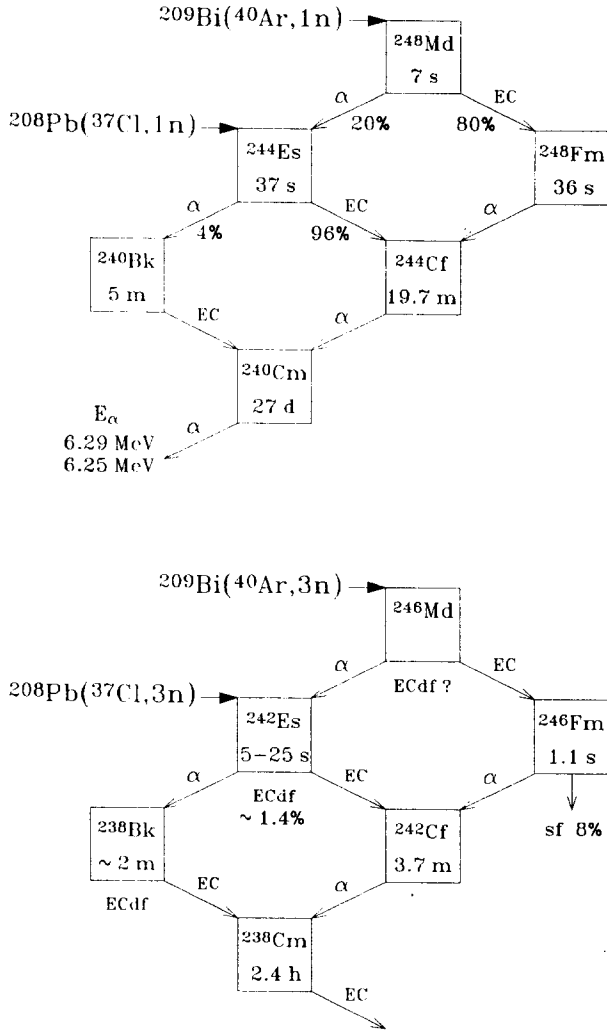 ²⁰⁹Bi(⁴⁰Ar,1n)
²⁴⁸Md
7 s
α
EC
20%
80%
²⁰⁸Pb(³⁷Cl,1n)
²⁴⁴Es
37 s
²⁴⁸Fm
36 s
α
EC
α
4%
96%
²⁴⁰Bk
5 m
²⁴⁴Cf
19.7 m
EC
α
²⁴⁰Cm
27 d
Eα
α
6.29 MeV
6.25 MeV
²⁰⁹Bi(⁴⁰Ar,3n)
²⁴⁶Md
α
EC
ECdf ?
²⁰⁸Pb(³⁷Cl,3n)
²⁴²Es
5-25 s
²⁴⁶Fm
1.1 s
α
EC
α
ECdf
~ 1.4%
sf 8%
²³⁸Bk
~ 2 m
²⁴²Cf
3.7 m
ECdf
EC
α
²³⁸Cm
2.4 h
EC